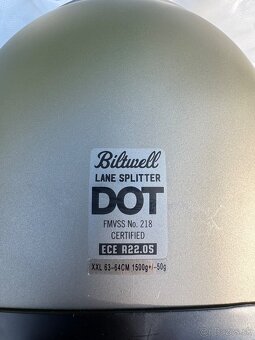 Biltwell
LANE SPLITTER
DOT
FMVSS No. 218
CERTIFIED
ECE R22.05
XXL 63-64CM 1500g+/-50g